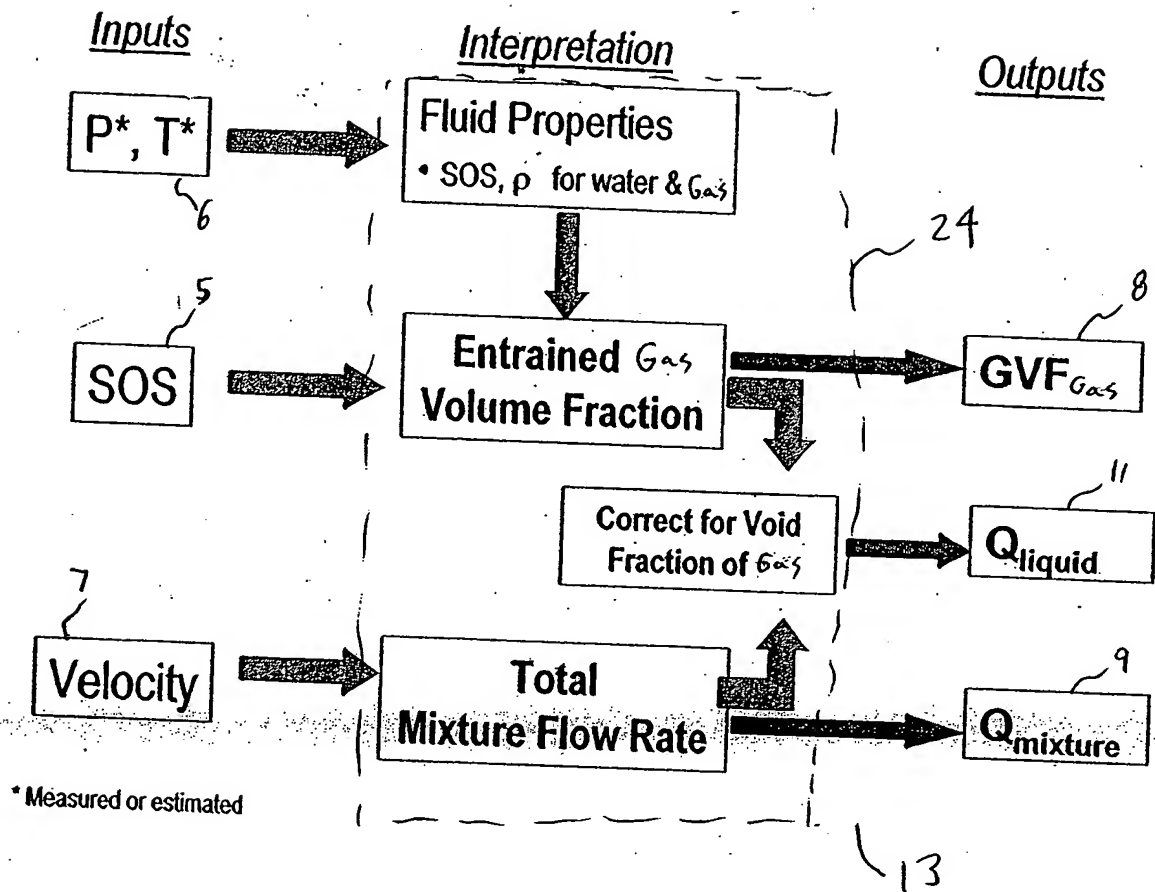 Inputs
Interpretation
Outputs
P*, T*
6
Fluid Properties
• SOS, ρ for water & Gas
24
5
SOS
Entrained Gas
Volume Fraction
8
GVF Gas
Correct for Void
Fraction of Gas
11
Qliquid
7
Velocity
Total
Mixture Flow Rate
9
Qmixture
* Measured or estimated
13